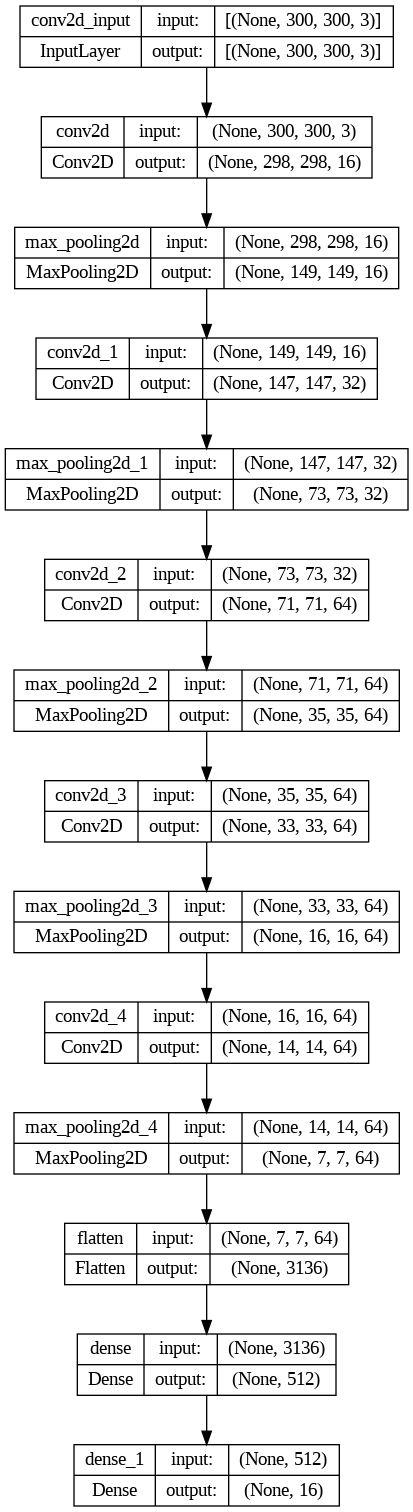 conv2d_input input: [(None, 300, 300, 3)]
InputLayer output: [(None, 300, 300, 3)]
conv2d input: (None, 300, 300, 3)
Conv2D output: (None, 298, 298, 16)
max_pooling2d input: (None, 298, 298, 16)
MaxPooling2D output: (None, 149, 149, 16)
conv2d_1 input: (None, 149, 149, 16)
Conv2D output: (None, 147, 147, 32)
max_pooling2d_1 input: (None, 147, 147, 32)
MaxPooling2D output: (None, 73, 73, 32)
conv2d_2 input: (None, 73, 73, 32)
Conv2D output: (None, 71, 71, 64)
max_pooling2d_2 input: (None, 71, 71, 64)
MaxPooling2D output: (None, 35, 35, 64)
conv2d_3 input: (None, 35, 35, 64)
Conv2D output: (None, 33, 33, 64)
max_pooling2d_3 input: (None, 33, 33, 64)
MaxPooling2D output: (None, 16, 16, 64)
conv2d_4 input: (None, 16, 16, 64)
Conv2D output: (None, 14, 14, 64)
max_pooling2d_4 input: (None, 14, 14, 64)
MaxPooling2D output: (None, 7, 7, 64)
flatten input: (None, 7, 7, 64)
Flatten output: (None, 3136)
dense input: (None, 3136)
Dense output: (None, 512)
dense_1 input: (None, 512)
Dense output: (None, 16)